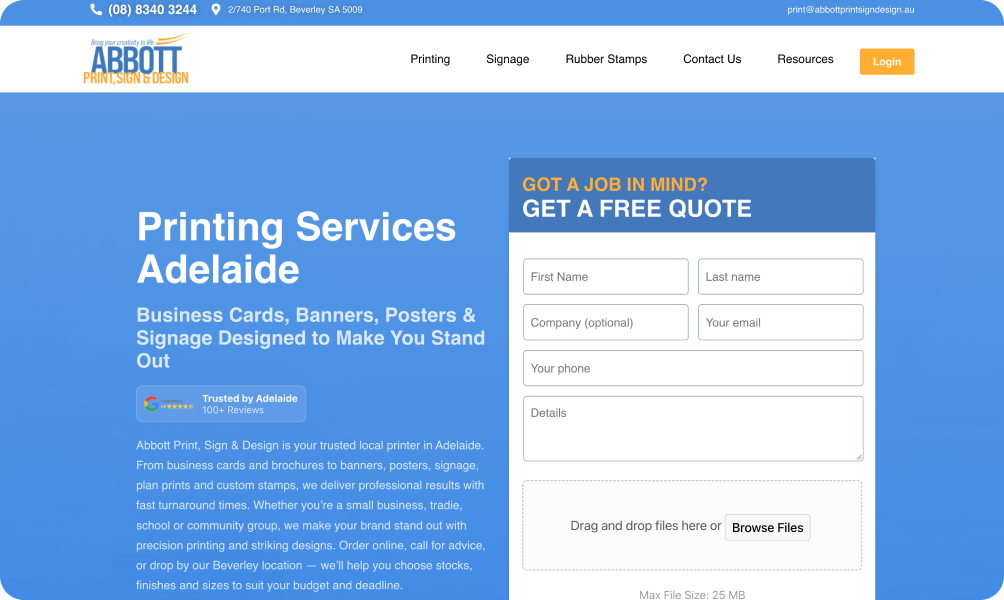 (08) 8340 3244
2/740 Port Rd, Beverley SA 5009
print@abbottprintsigndesign.au
Bring your creativity to life
ABBOTT
PRINT, SIGN & DESIGN
Printing
Signage
Rubber Stamps
Contact Us
Resources
Login
Printing Services
Adelaide
Business Cards, Banners, Posters &
Signage Designed to Make You Stand
Out
Trusted by Adelaide
100+ Reviews
Abbott Print, Sign & Design is your trusted local printer in Adelaide.
From business cards and brochures to banners, posters, signage,
plan prints and custom stamps, we deliver professional results with
fast turnaround times. Whether you’re a small business, tradie,
school or community group, we make your brand stand out with
precision printing and striking designs. Order online, call for advice,
or drop by our Beverley location — we’ll help you choose stocks,
finishes and sizes to suit your budget and deadline.
GOT A JOB IN MIND?
GET A FREE QUOTE
First Name
Last name
Company (optional)
Your email
Your phone
Details
Drag and drop files here or Browse Files
Max File Size: 25 MB